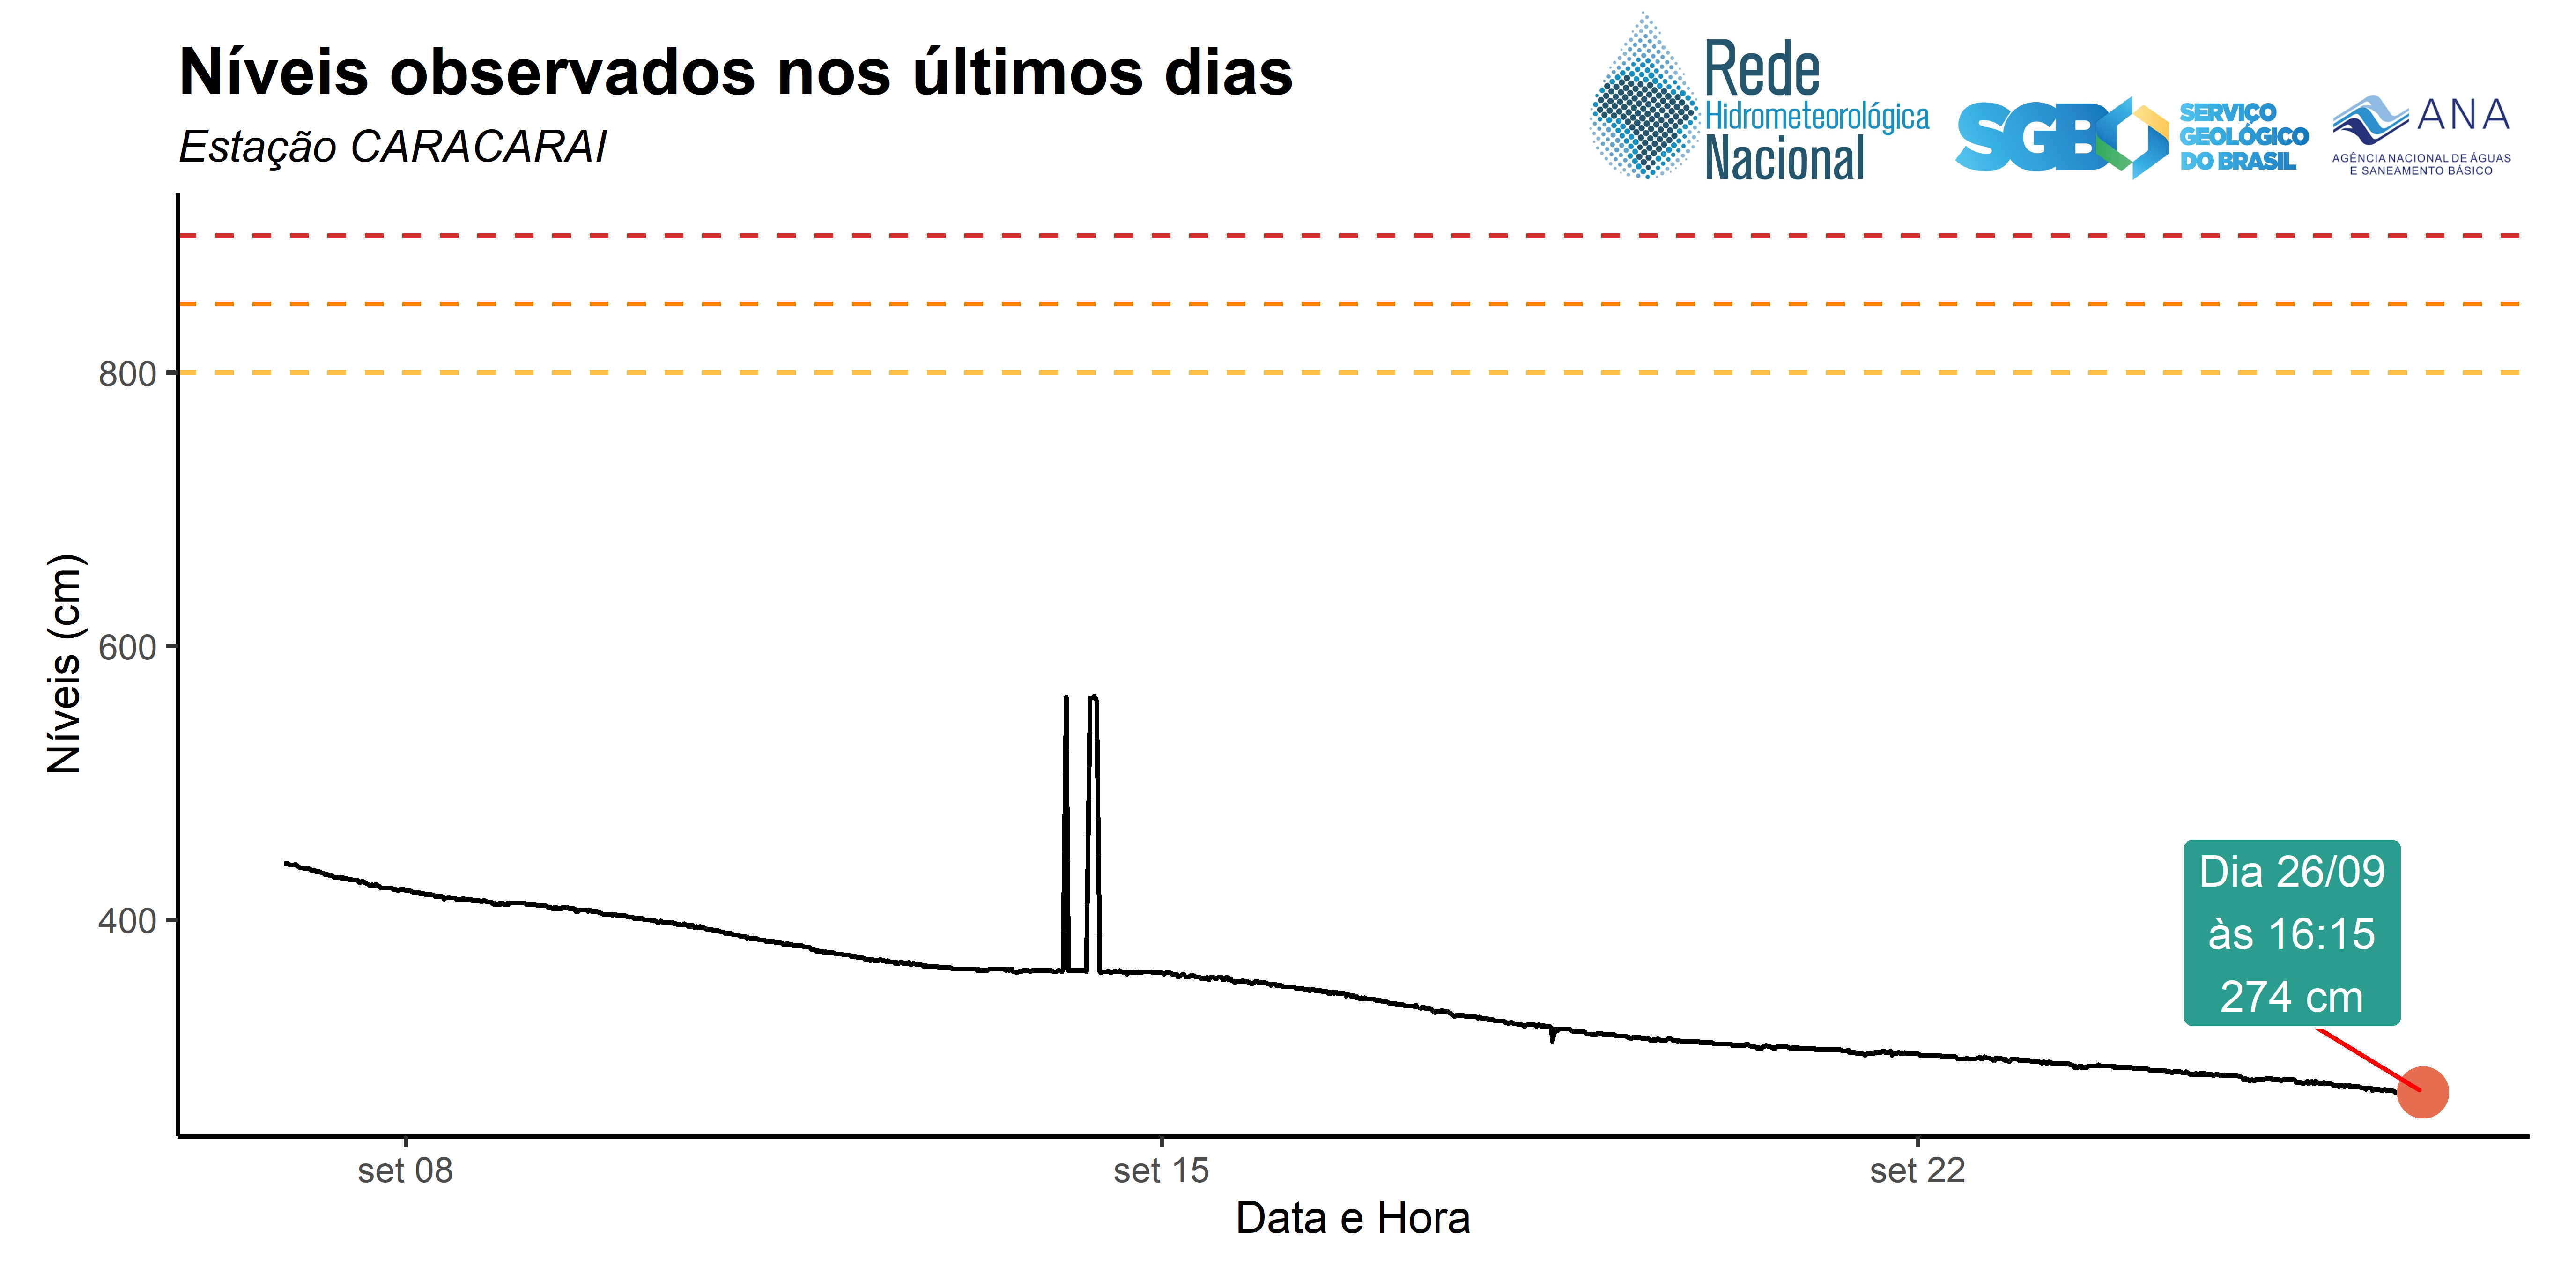 Níveis observados nos últimos dias
Estação CARACARAI
Rede
Hidrometeorológica
Nacional
SGB
SERVIÇO
GEOLÓGICO
DO BRASIL
ANA
AGÊNCIA NACIONAL DE ÁGUAS
E SANEAMENTO BÁSICO
Níveis (cm)
800
600
400
Dia 26/09
às 16:15
274 cm
set 08
set 15
set 22
Data e Hora